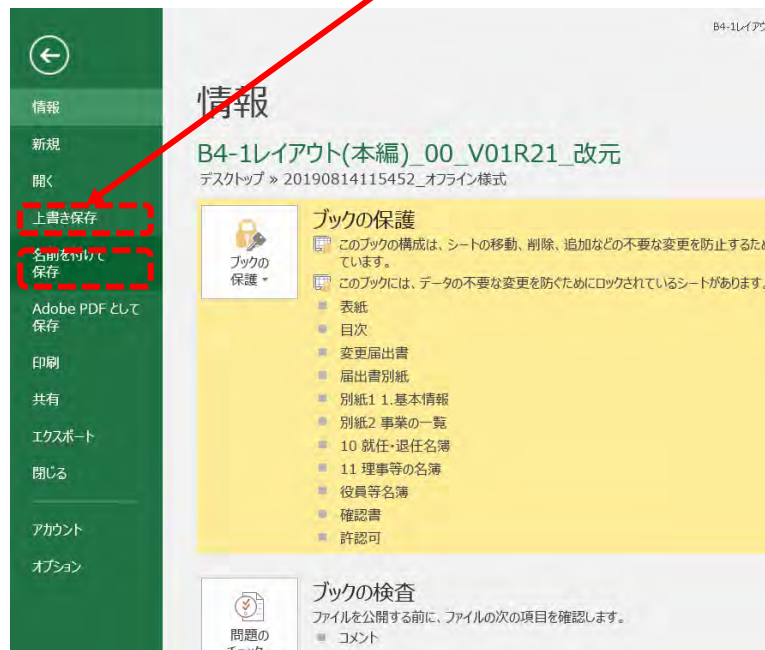 B4-1レイアウ
情報
新規
開く
上書き保存
名前を付けて
保存
Adobe PDF として
保存
印刷
共有
エクスポート
閉じる
アカウント
オプション
情報
B4-1レイアウト(本編)_00_V01R21_改元
デスクトップ » 20190814115452_オフライン様式
ブックの
保護
ブックの保護
このブックの構成は、シートの移動、削除、追加などの不要な変更を防止するため
ています。
このブックには、データの不要な変更を防ぐためにロックされているシートがあります。
表紙
目次
変更届出書
届出書別紙
別紙1 1.基本情報
別紙2 事業の一覧
10 就任・退任名簿
11 理事等の名簿
役員等名簿
確認書
許認可
問題の
チェック
ブックの検査
ファイルを公開する前に、ファイルの次の項目を確認します。
コメント